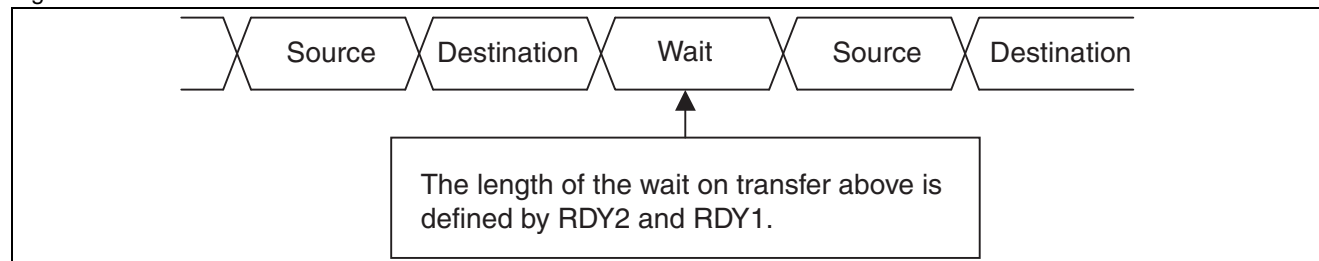 Source Destination Wait Source Destination
The length of the wait on transfer above is
defined by RDY2 and RDY1.